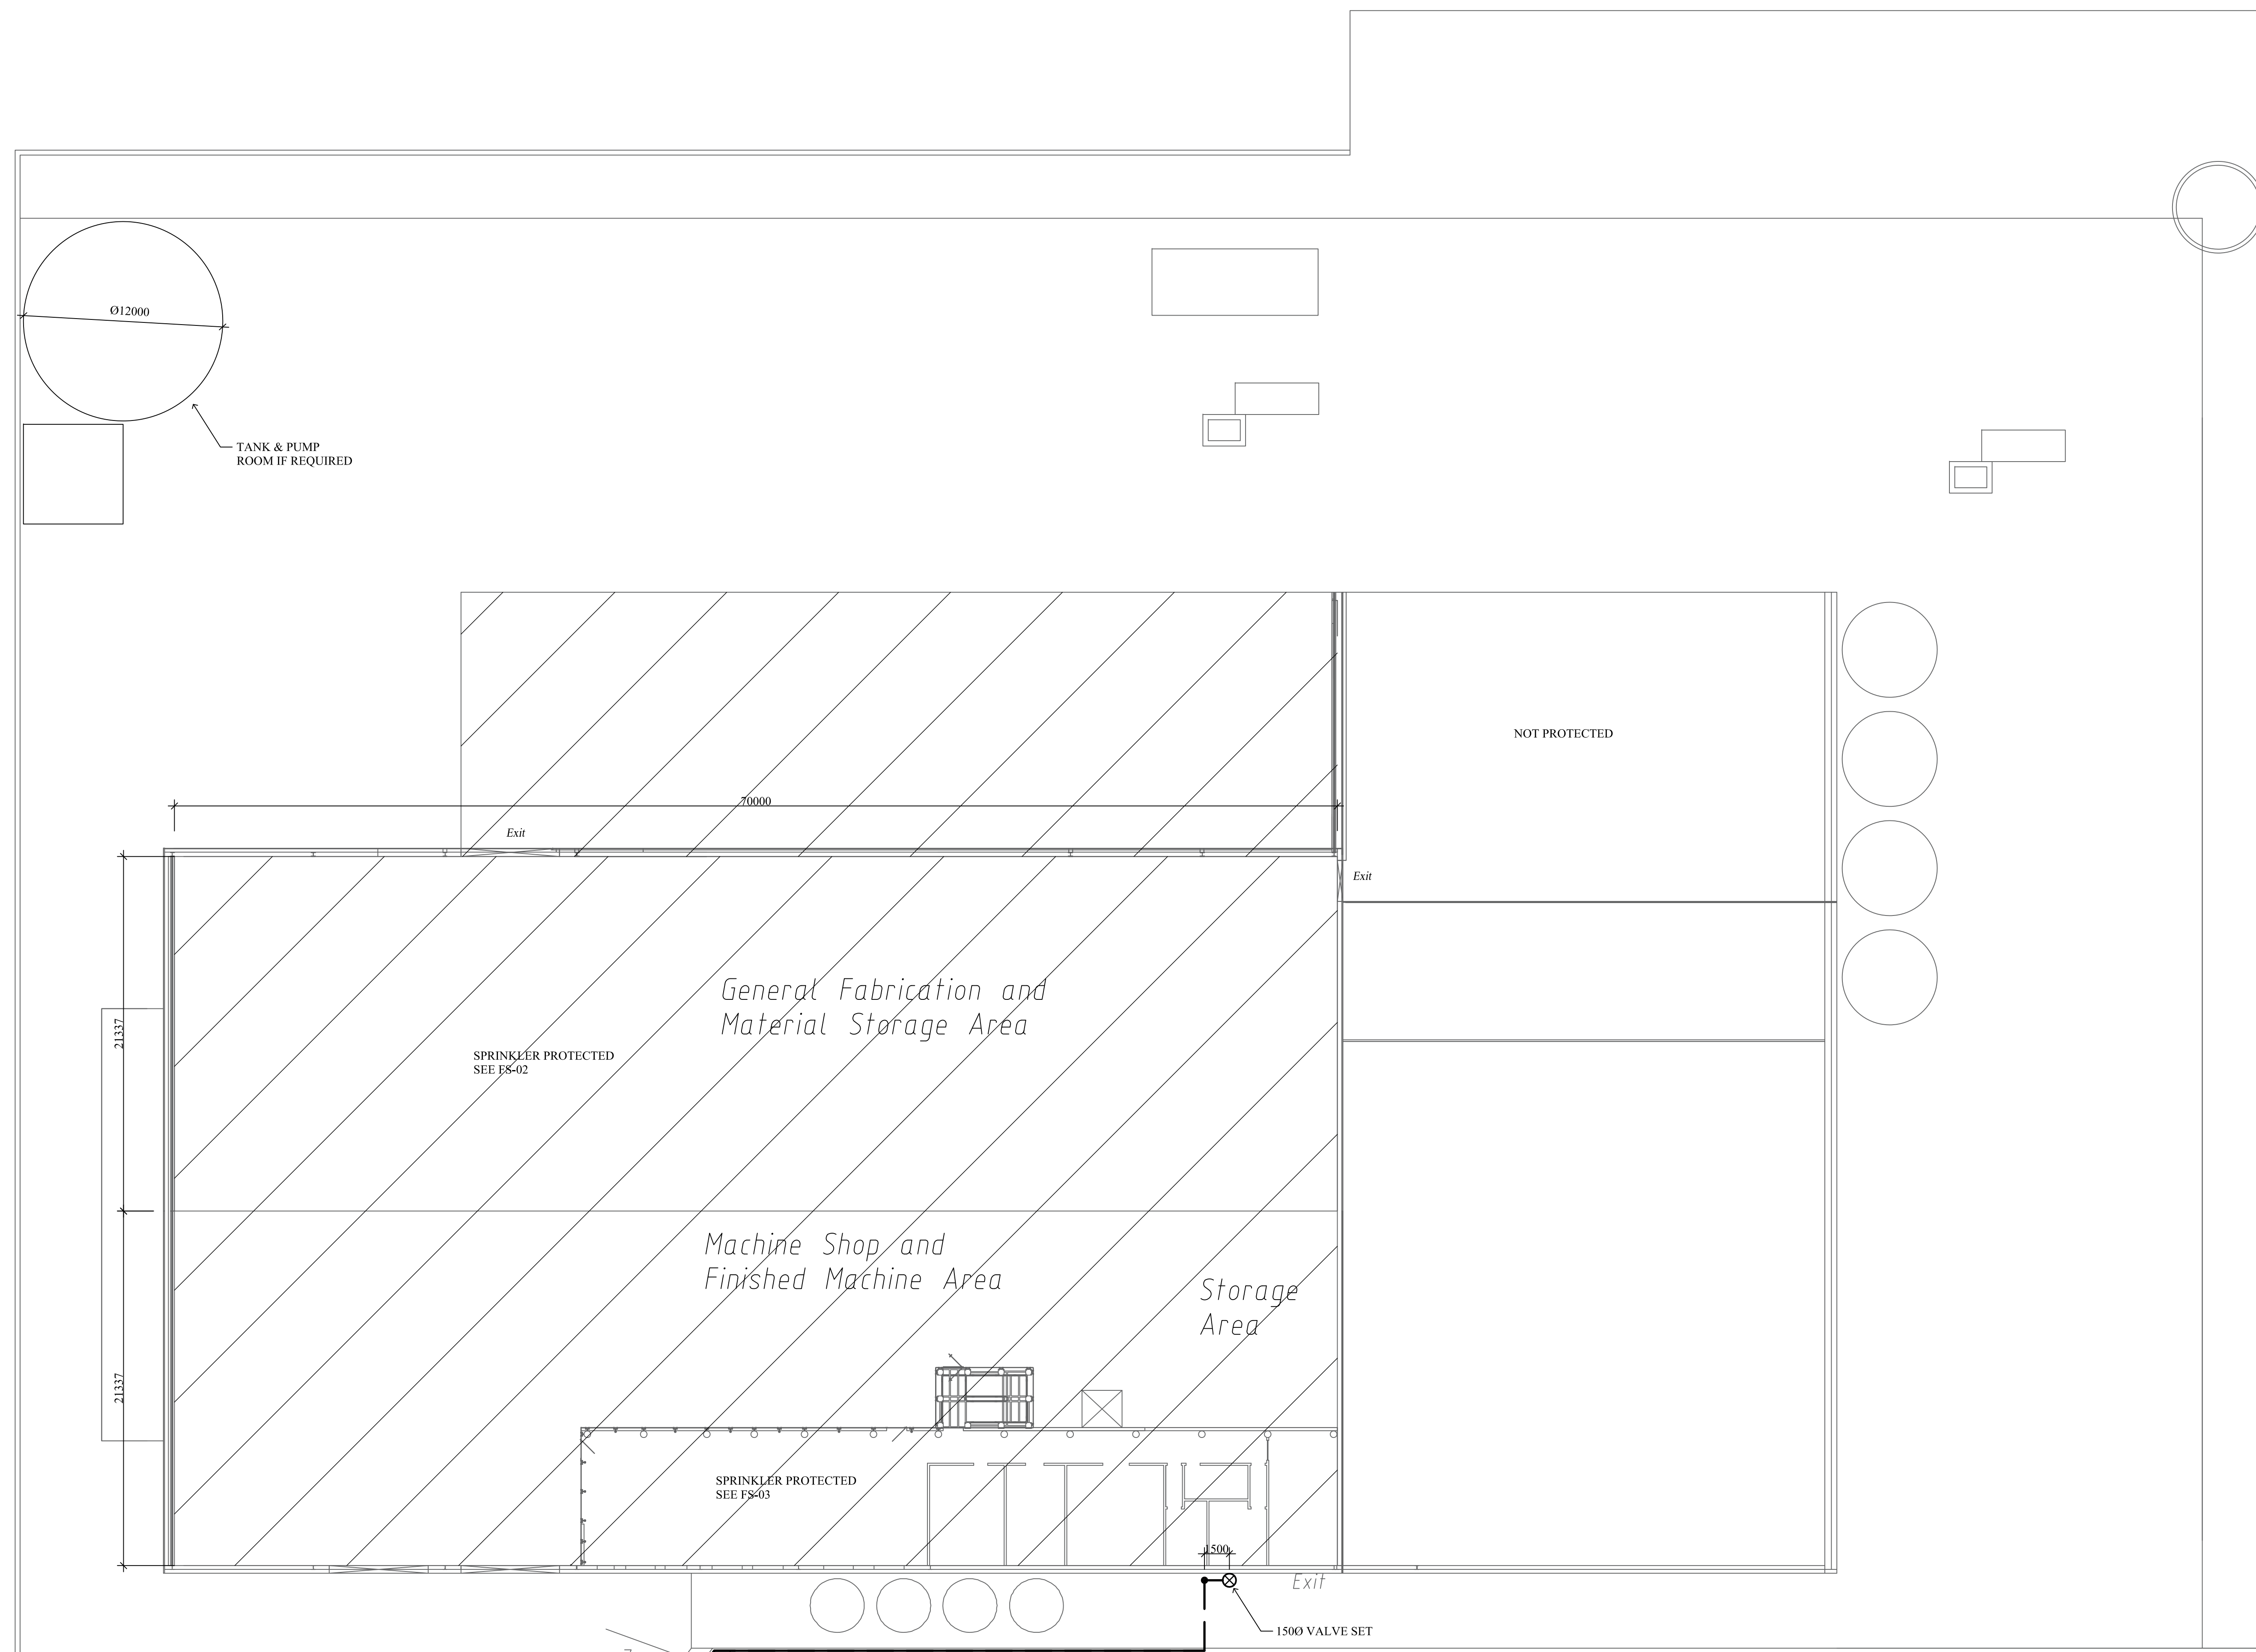 Ø12000
TANK & PUMP
ROOM IF REQUIRED
NOT PROTECTED
70000
Exit
Exit
General Fabrication and
Material Storage Area
21337
SPRINKLER PROTECTED
SEE FS-02
Machine Shop and
Finished Machine Area
Storage
Area
21337
SPRINKLER PROTECTED
SEE FS-03
1500
Exit
150Ø VALVE SET